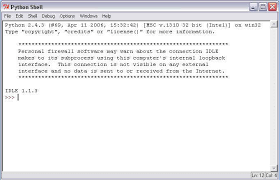 Python Shell
File Edit Shell Debug Options Windows Help
Python 2.4.3 (#69, Apr 11 2006, 15:32:42) [MSC v.1310 32 bit (Intel)] on win32
Type "copyright", "credits" or "license()" for more information.
****************************************************************
Personal firewall software may warn about the connection IDLE
makes to its subprocess using this computer's internal loopback
interface. This connection is not visible on any external
interface and no data is sent to or received from the Internet.
****************************************************************
IDLE 1.1.3
>>>
Ln: 12 Col: 4